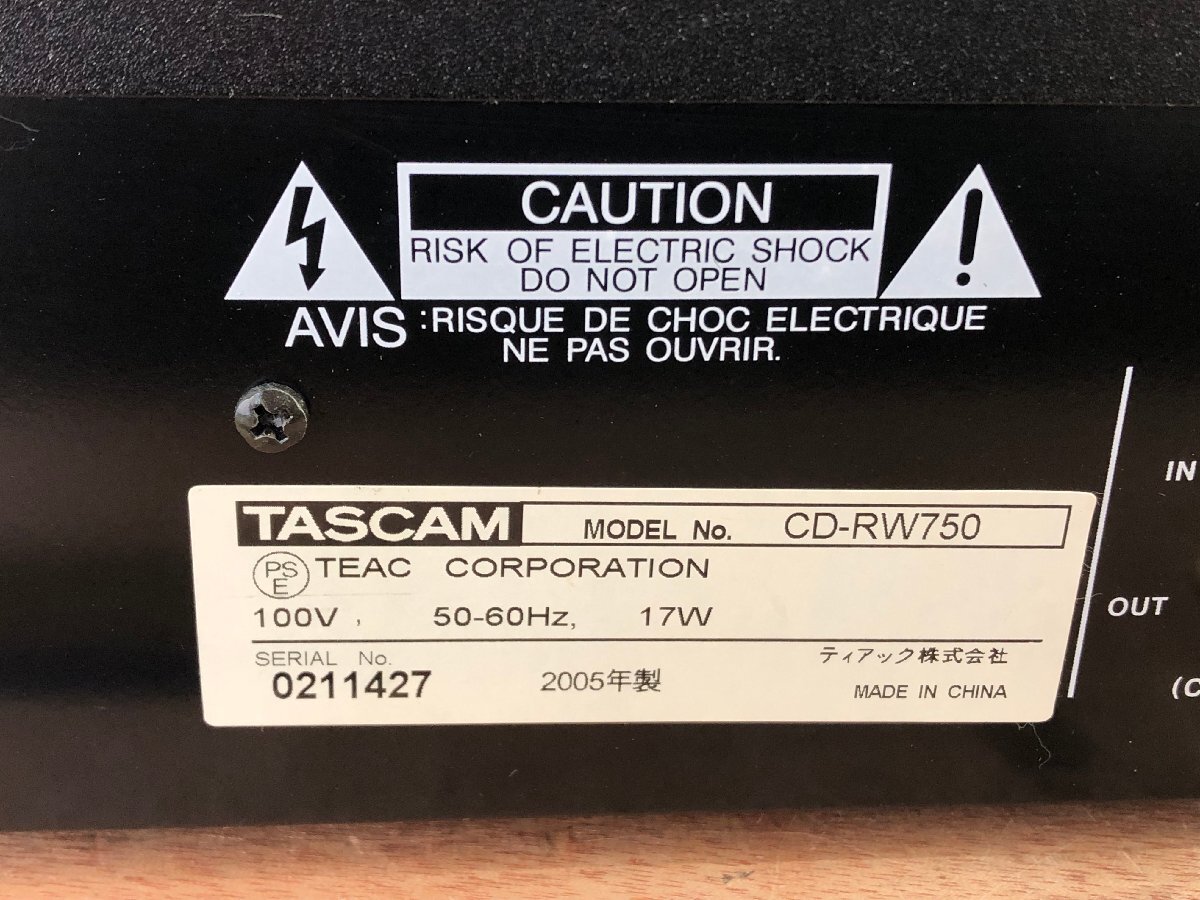 CAUTION
RISK OF ELECTRIC SHOCK
DO NOT OPEN
AVIS :RISQUE DE CHOC ELECTRIQUE
NE PAS OUVRIR.
IN
OUT
(C
TASCAM MODEL No. CD-RW750
PSE TEAC CORPORATION
100V, 50-60Hz, 17W
SERIAL No. ティアック株式会社
0211427 2005年製 MADE IN CHINA